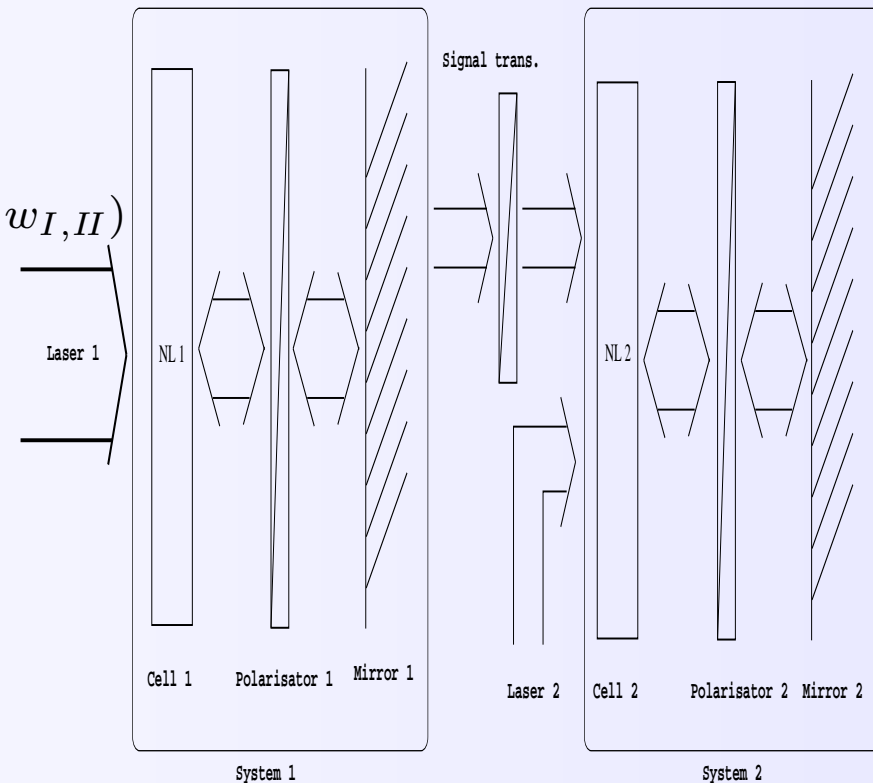 Signal trans.
w_{I,II})
Laser 1
NL 1
NL 2
Cell 1
Polarisator 1
Mirror 1
Laser 2
Cell 2
Polarisator 2
Mirror 2
System 1
System 2